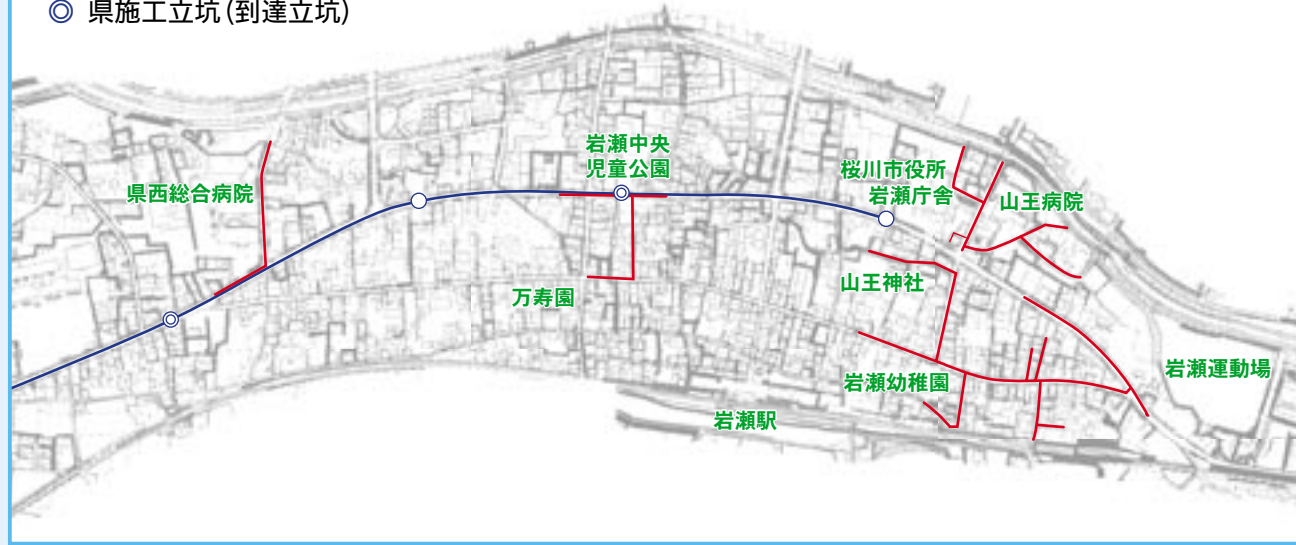 ◎ 県施工立坑(到達立坑)
岩瀬中央
児童公園
県西総合病院
桜川市役所
岩瀬庁舎
山王病院
万寿園
山王神社
岩瀬運動場
岩瀬幼稚園
岩瀬駅